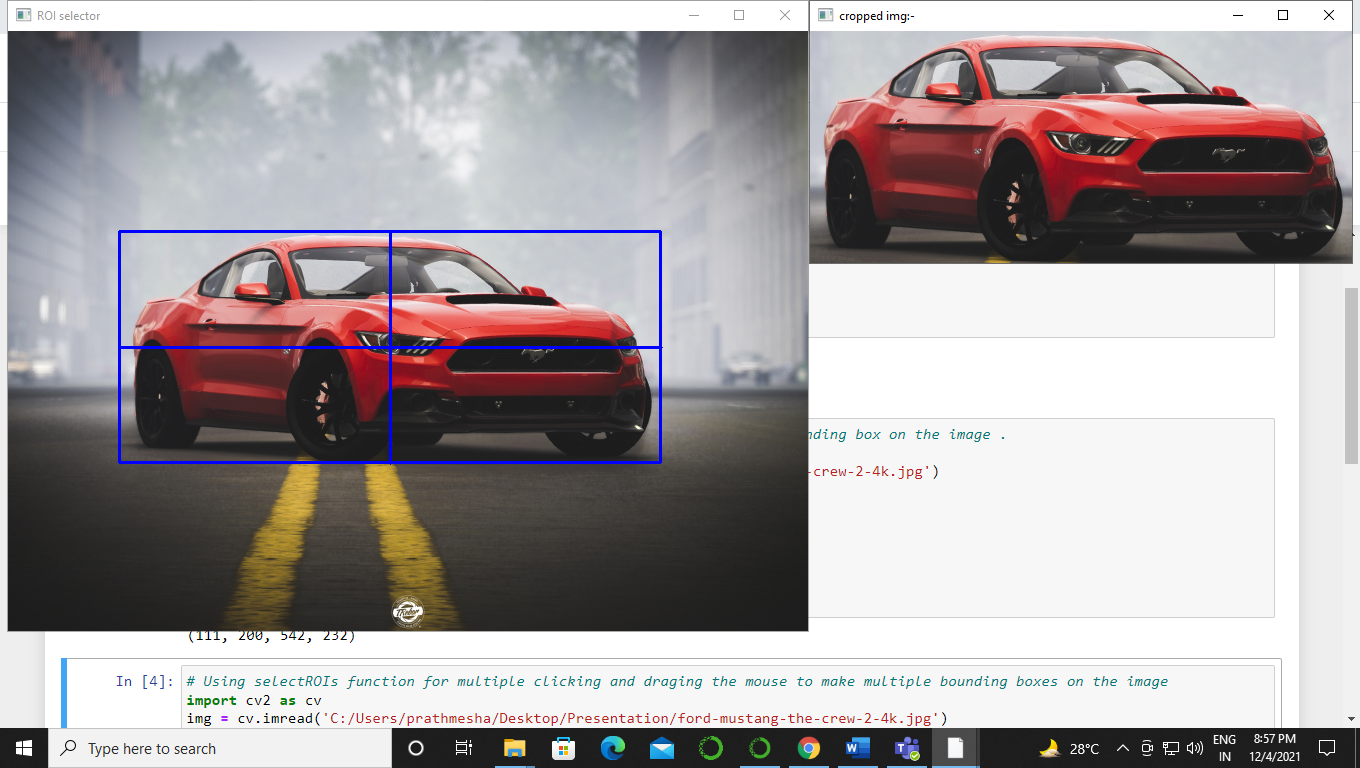 ROI selector
cropped img:-
nding box on the image .
-crew-2-4k.jpg')
(111, 200, 542, 232)
In [4]: # Using selectROIs function for multiple clicking and draging the mouse to make multiple bounding boxes on the image
import cv2 as cv
img = cv.imread('C:/Users/prathmesha/Desktop/Presentation/ford-mustang-the-crew-2-4k.jpg')
Type here to search
28°C
ENG
IN
8:57 PM
12/4/2021